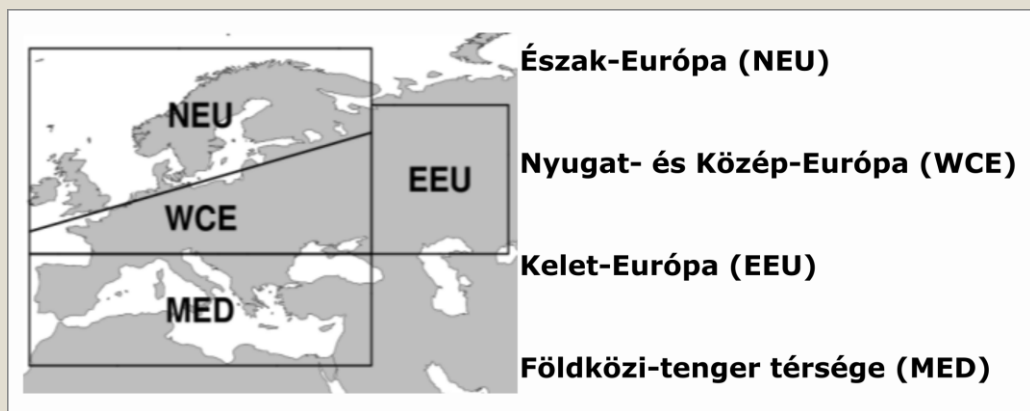 Észak-Európa (NEU)
NEU
Nyugat- és Közép-Európa (WCE)
EEU
WCE
Kelet-Európa (EEU)
MED
Földközi-tenger térsége (MED)